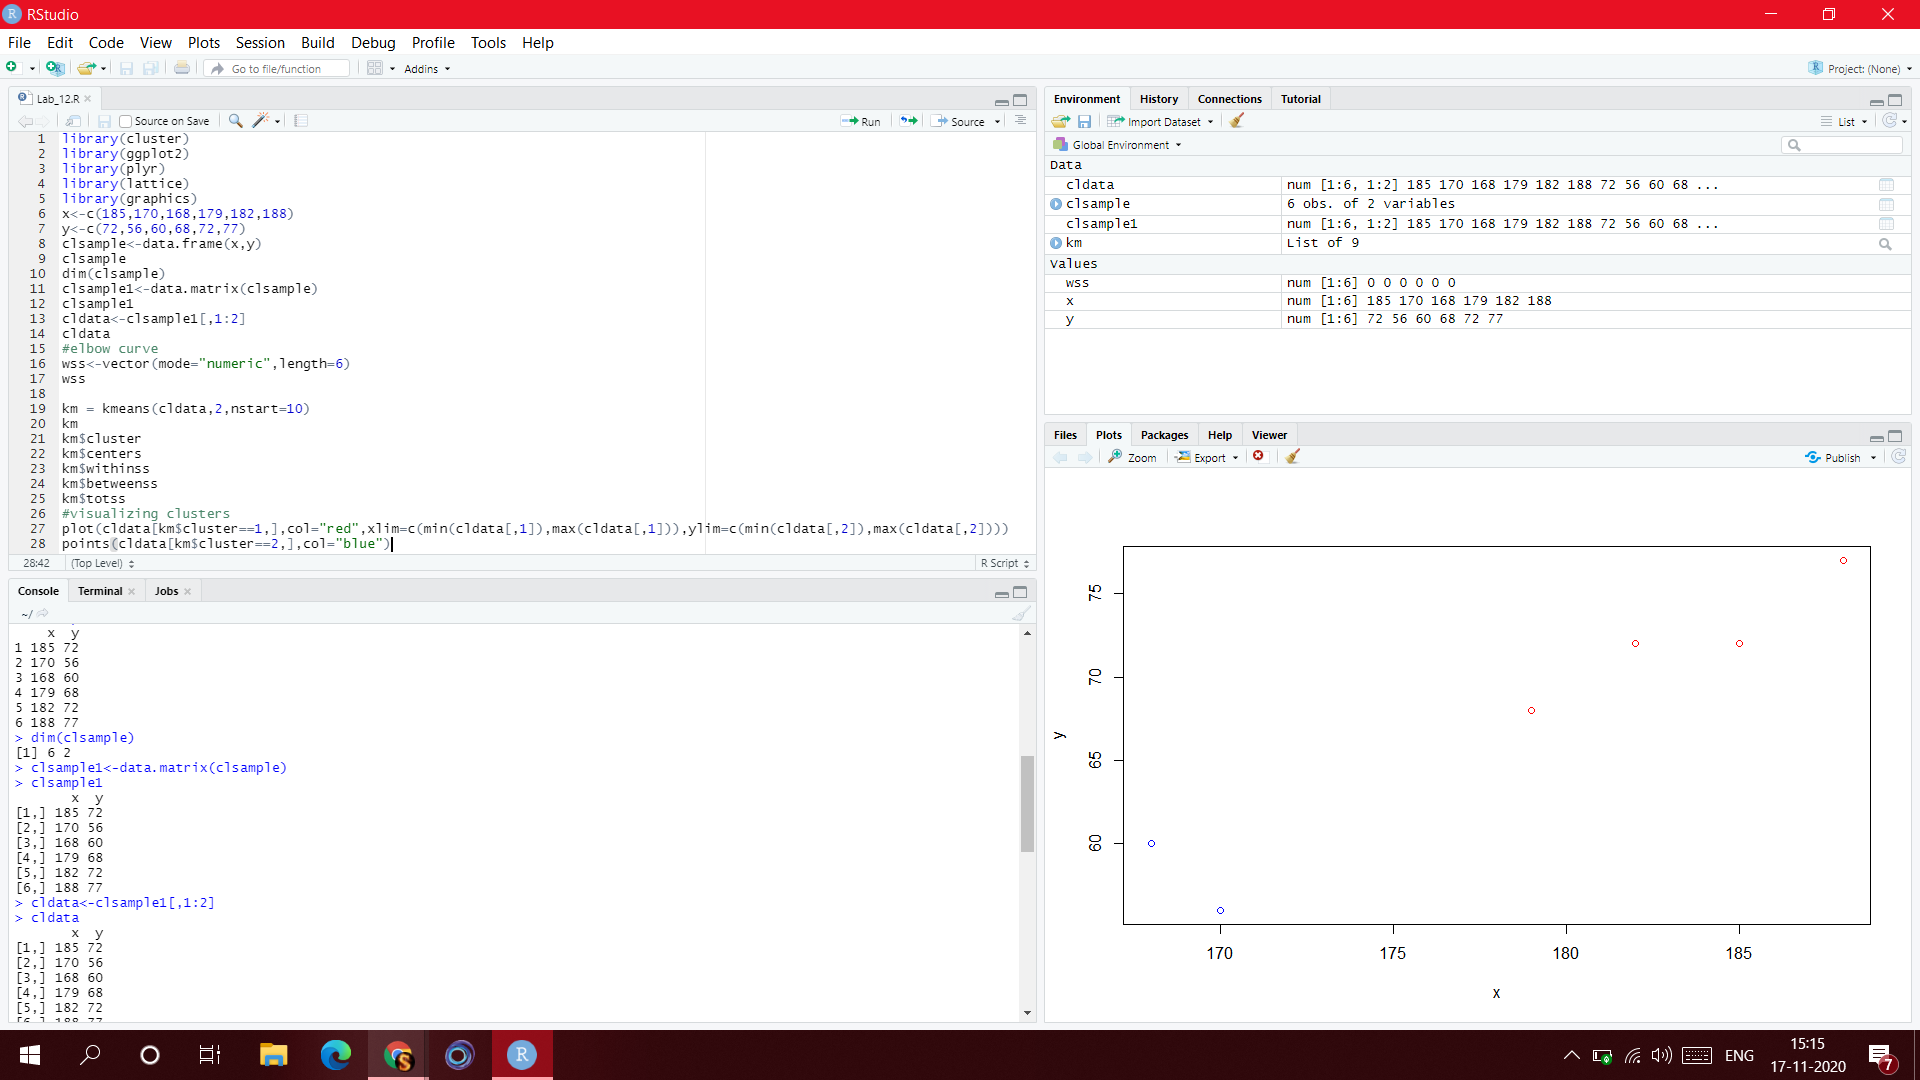 RStudio
File Edit Code View Plots Session Build Debug Profile Tools Help
Go to file/function Addins Project: (None)
Lab_12.R
Source on Save Run Source
1 library(cluster)
2 library(ggplot2)
3 library(plyr)
4 library(lattice)
5 library(graphics)
6 x<-c(185,170,168,179,182,188)
7 y<-c(72,56,60,68,72,77)
8 clsample<-data.frame(x,y)
9 clsample
10 dim(clsample)
11 clsample1<-data.matrix(clsample)
12 clsample1
13 cldata<-clsample1[,1:2]
14 cldata
15 #elbow curve
16 wss<-vector(mode="numeric",length=6)
17 wss
18
19 km = kmeans(cldata,2,nstart=10)
20 km
21 km$cluster
22 km$centers
23 km$withinss
24 km$betweenss
25 km$totss
26 #visualizing clusters
27 plot(cldata[km$cluster==1,],col="red",xlim=c(min(cldata[,1]),max(cldata[,1])),ylim=c(min(cldata[,2]),max(cldata[,2])))
28 points(cldata[km$cluster==2,],col="blue")
28:42 (Top Level) R Script
Console Terminal Jobs
~/
x y
1 185 72
2 170 56
3 168 60
4 179 68
5 182 72
6 188 77
> dim(clsample)
[1] 6 2
> clsample1<-data.matrix(clsample)
> clsample1
x y
[1,] 185 72
[2,] 170 56
[3,] 168 60
[4,] 179 68
[5,] 182 72
[6,] 188 77
> cldata<-clsample1[,1:2]
> cldata
x y
[1,] 185 72
[2,] 170 56
[3,] 168 60
[4,] 179 68
[5,] 182 72
[6,] 188 77
Environment History Connections Tutorial
Import Dataset List
Global Environment
Data
cldata num [1:6, 1:2] 185 170 168 179 182 188 72 56 60 68 ...
clsample 6 obs. of 2 variables
clsample1 num [1:6, 1:2] 185 170 168 179 182 188 72 56 60 68 ...
km List of 9
Values
wss num [1:6] 0 0 0 0 0 0
x num [1:6] 185 170 168 179 182 188
y num [1:6] 72 56 60 68 72 77
Files Plots Packages Help Viewer
Zoom Export Publish
75
70
65
60
y
170 175 180 185
x
R
ENG
15:15
17-11-2020
7